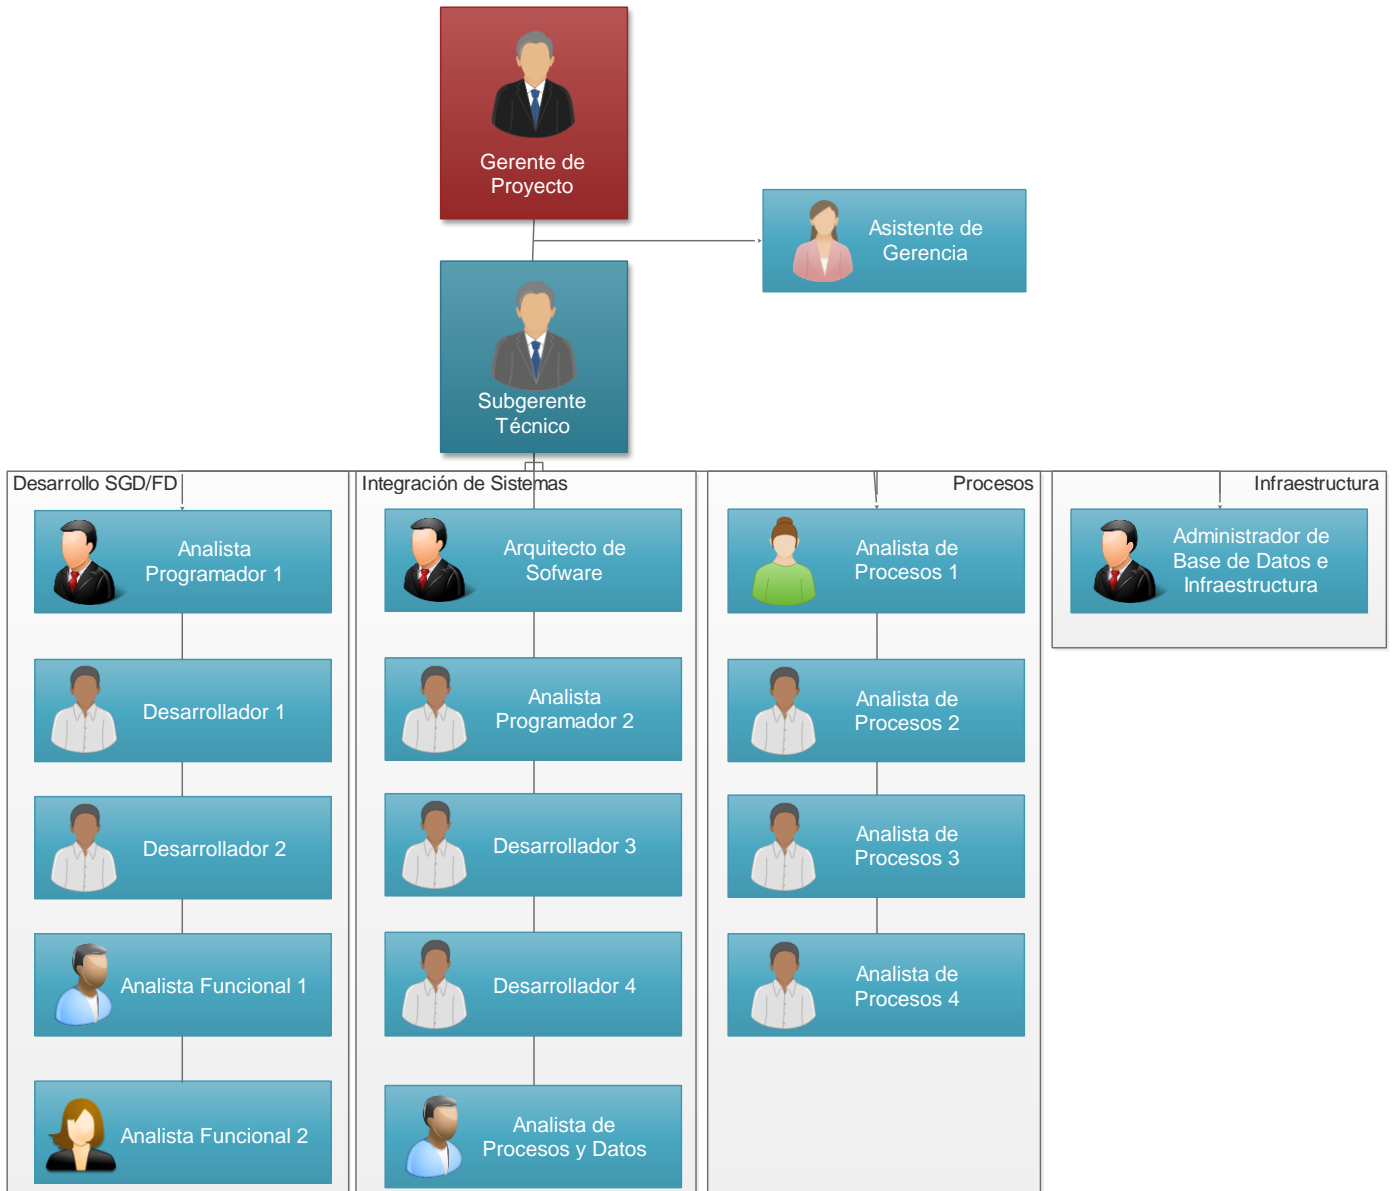 Gerente de
Proyecto
Asistente de
Gerencia
Subgerente
Técnico
Desarrollo SGD/FD
Analista
Programador 1
Desarrollador 1
Desarrollador 2
Analista Funcional 1
Analista Funcional 2
Integración de Sistemas
Arquitecto de
Sofware
Analista
Programador 2
Desarrollador 3
Desarrollador 4
Analista de
Procesos y Datos
Procesos
Analista de
Procesos 1
Analista de
Procesos 2
Analista de
Procesos 3
Analista de
Procesos 4
Infraestructura
Administrador de
Base de Datos e
Infraestructura